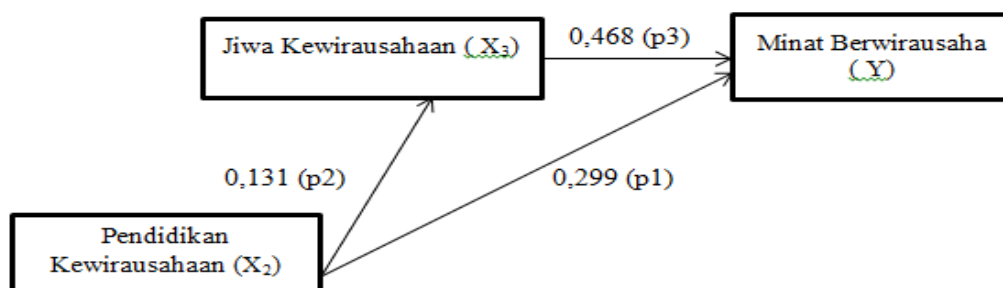 Jiwa Kewirausahaan ( X₃)
0,468 (p3)
Minat Berwirausaha
( Y)
0,131 (p2)
0,299 (p1)
Pendidikan
Kewirausahaan (X₂)